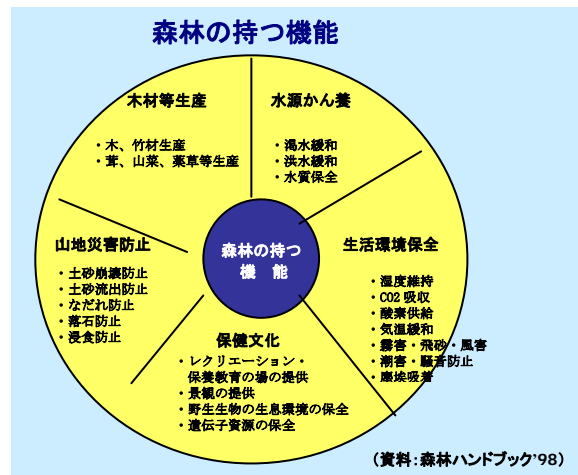 森林の持つ機能
木材等生産
・木、竹材生産
・茸、山菜、薬草等生産
水源かん養
・渇水緩和
・洪水緩和
・水質保全
山地災害防止
・土砂崩壊防止
・土砂流出防止
・なだれ防止
・落石防止
・浸食防止
森林の持つ
機 能
生活環境保全
・湿度維持
・CO2 吸収
・酸素供給
・気温緩和
・霧害・飛砂・風害
・潮害・騒音防止
・塵埃吸着
保健文化
・レクリエーション・
保養教育の場の提供
・景観の提供
・野生生物の生息環境の保全
・遺伝子資源の保全
（資料：森林ハンドブック’98）